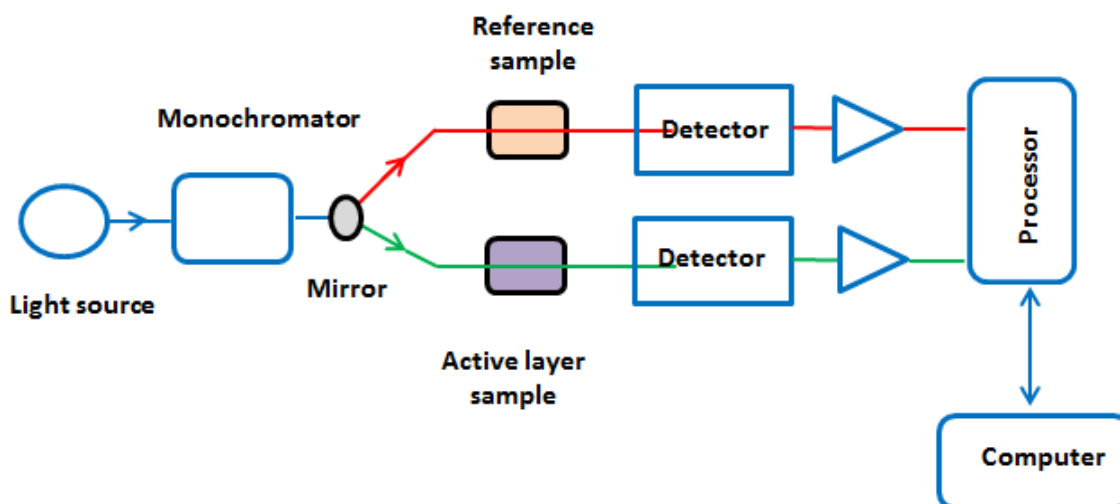 Reference
sample
Monochromator
Detector
Processor
Detector
Mirror
Light source
Active layer
sample
Computer